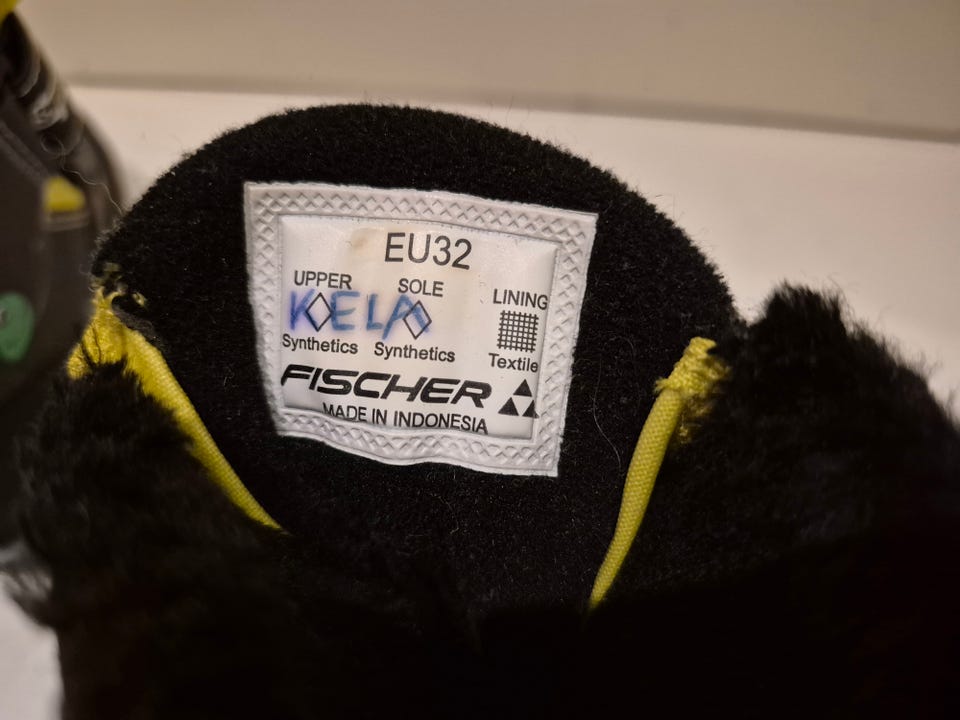 EU32
UPPER SOLE LINING
KELA
Synthetics Synthetics Textile
FISCHER
MADE IN INDONESIA